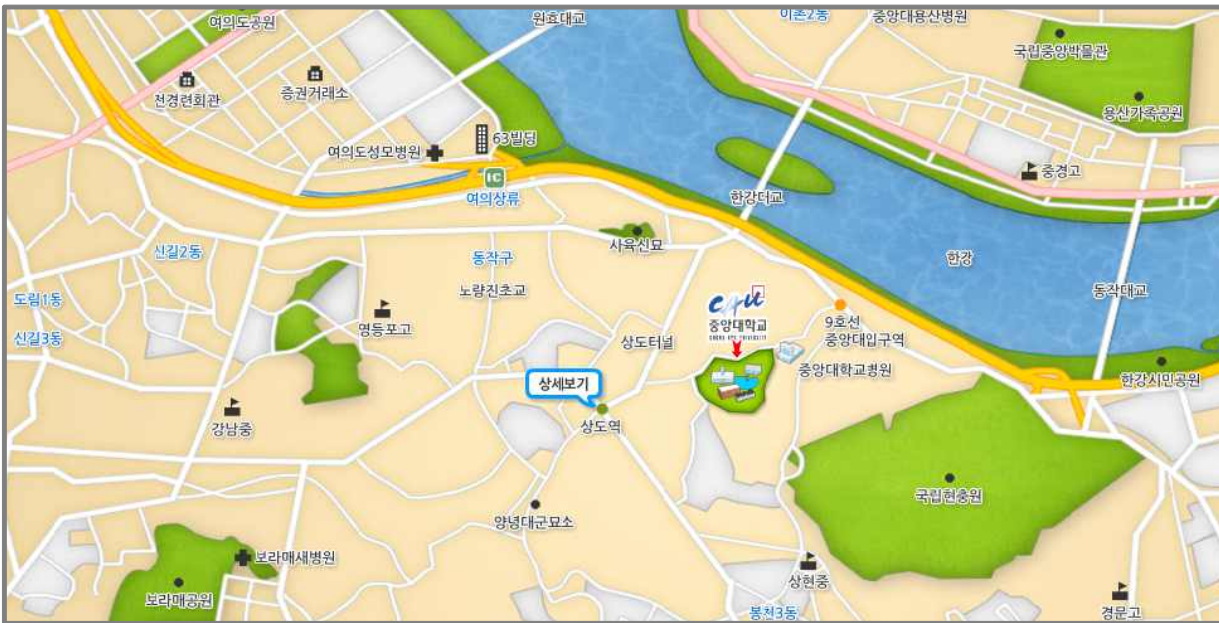 여의도공원
원효대교
이촌2동
중앙대용산병원
국립중앙박물관
전경련회관
증권거래소
용산가족공원
63빌딩
여의도성모병원
IC
여의상류
중경고
한강대교
사육신묘
신길2동
동작구
한강
노량진초교
동작대교
도림1동
CAU
중앙대학교
9호선
중앙대입구역
영등포고
신길3동
상도터널
중앙대학교병원
한강시민공원
상세보기
강남중
상도역
국립현충원
양녕대군묘소
보라매새병원
상현중
보라매공원
봉천3동
경문고